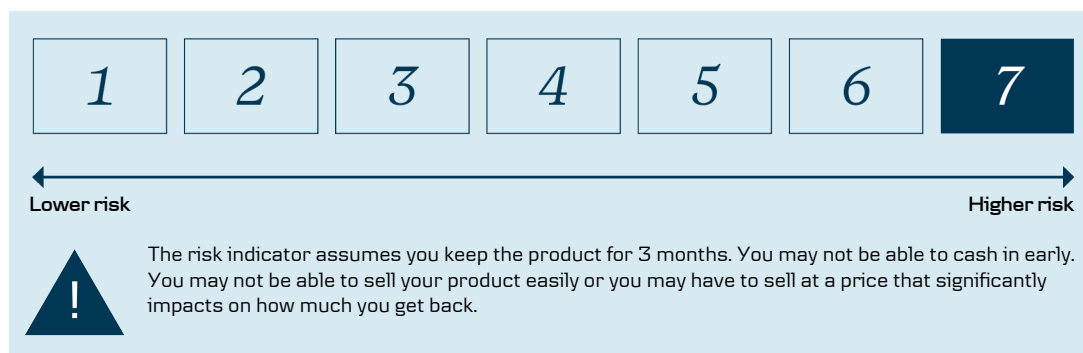 1 2 3 4 5 6 7
Lower risk Higher risk
The risk indicator assumes you keep the product for 3 months. You may not be able to cash in early.
You may not be able to sell your product easily or you may have to sell at a price that significantly
impacts on how much you get back.
!